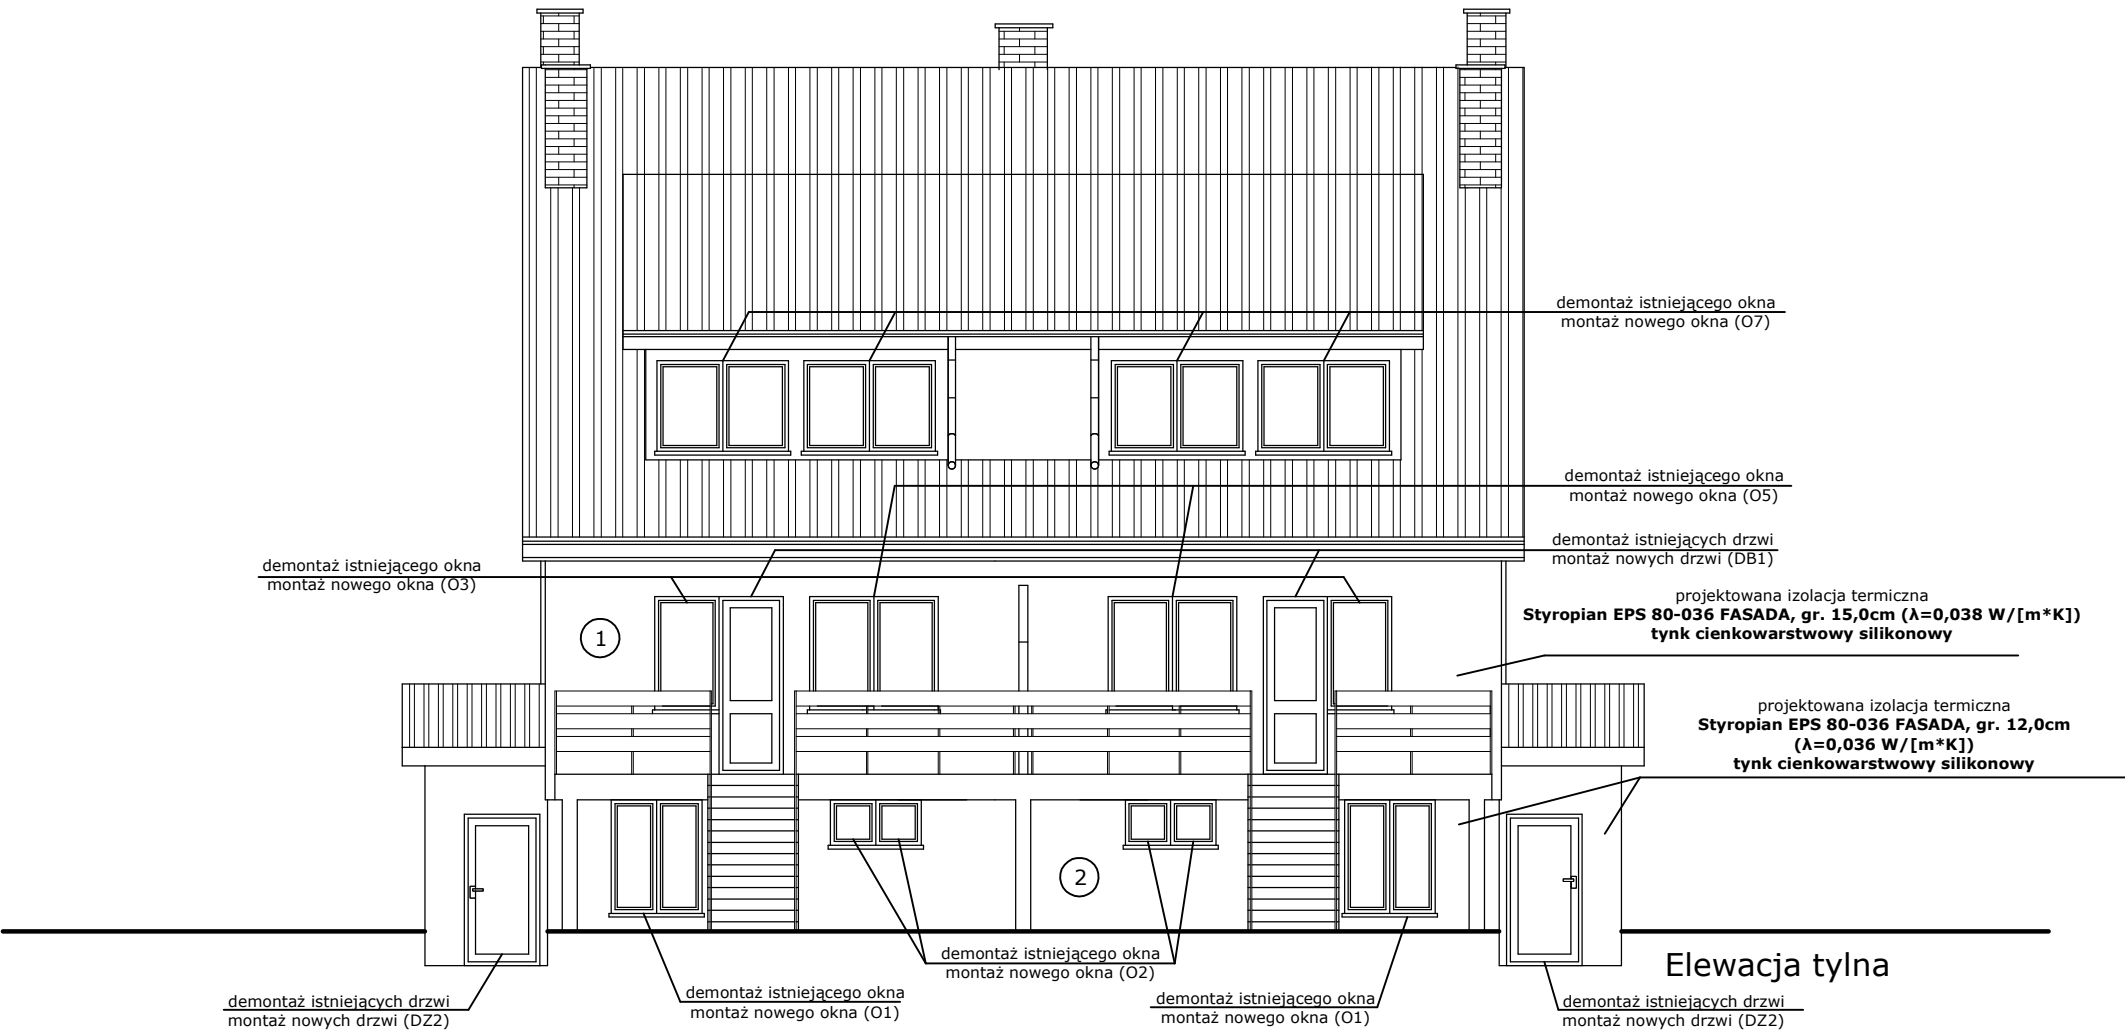 demontaż istniejącego okna
montaż nowego okna (O7)
demontaż istniejącego okna
montaż nowego okna (O5)
demontaż istniejących drzwi
montaż nowych drzwi (DB1)
demontaż istniejącego okna
montaż nowego okna (O3)
projektowana izolacja termiczna
Styropian EPS 80-036 FASADA, gr. 15,0cm (λ=0,038 W/[m*K])
tynk cienkowarstwowy silikonowy
1
projektowana izolacja termiczna
Styropian EPS 80-036 FASADA, gr. 12,0cm
(λ=0,036 W/[m*K])
tynk cienkowarstwowy silikonowy
2
demontaż istniejącego okna
montaż nowego okna (O2)
Elewacja tylna
demontaż istniejących drzwi
montaż nowych drzwi (DZ2)
demontaż istniejącego okna
montaż nowego okna (O1)
demontaż istniejącego okna
montaż nowego okna (O1)
demontaż istniejących drzwi
montaż nowych drzwi (DZ2)